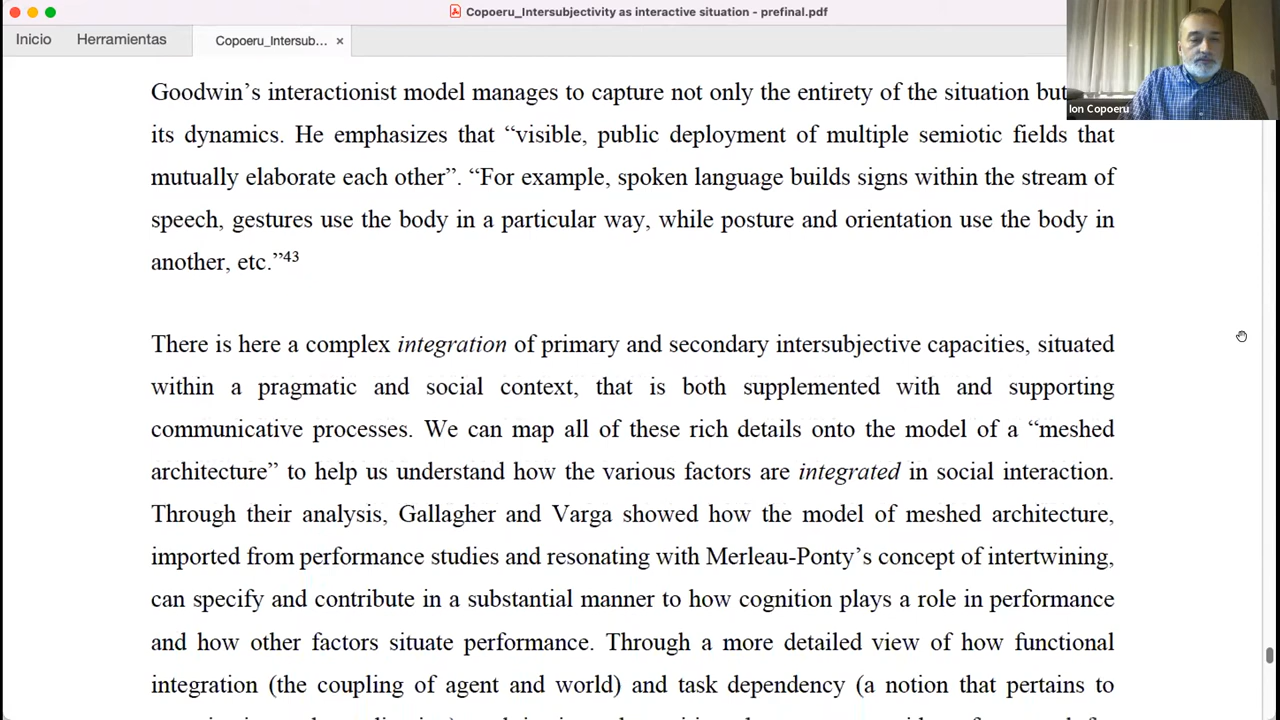 Copoeru_Intersubjectivity as interactive situation - prefinal.pdf
Inicio
Herramientas
Copoeru_Intersub...
×
Ion Copoeru
Goodwin’s interactionist model manages to capture not only the entirety of the situation but
its dynamics. He emphasizes that “visible, public deployment of multiple semiotic fields that
mutually elaborate each other”. “For example, spoken language builds signs within the stream of
speech, gestures use the body in a particular way, while posture and orientation use the body in
another, etc.”43
There is here a complex integration of primary and secondary intersubjective capacities, situated
within a pragmatic and social context, that is both supplemented with and supporting
communicative processes. We can map all of these rich details onto the model of a “meshed
architecture” to help us understand how the various factors are integrated in social interaction.
Through their analysis, Gallagher and Varga showed how the model of meshed architecture,
imported from performance studies and resonating with Merleau-Ponty’s concept of intertwining,
can specify and contribute in a substantial manner to how cognition plays a role in performance
and how other factors situate performance. Through a more detailed view of how functional
integration (the coupling of agent and world) and task dependency (a notion that pertains to